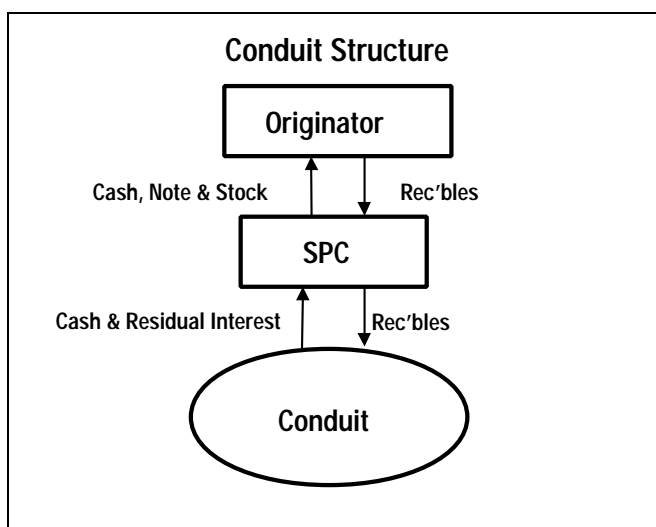 Conduit Structure
Originator
Cash, Note & Stock
Rec'bles
SPC
Cash & Residual Interest
Rec'bles
Conduit